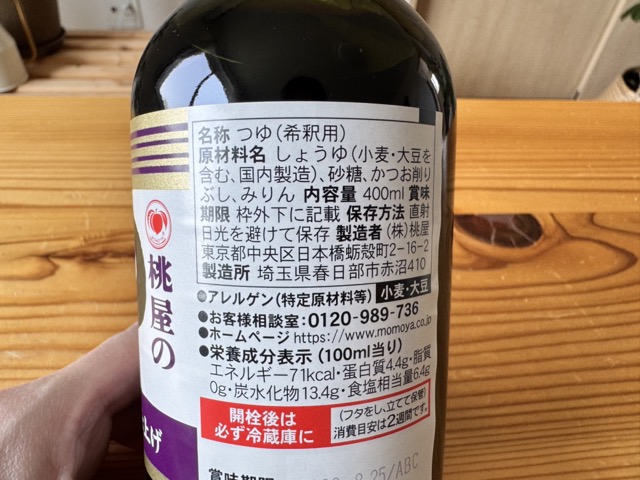 名称 つゆ(希釈用)
原材料名 しょうゆ(小麦・大豆を
含む、国内製造)、砂糖、かつお削り
ぶし、みりん 内容量 400ml 賞味
期限 枠外下に記載 保存方法 直射
日光を避けて保存 製造者 (株)桃屋
東京都中央区日本橋蛎殻町2-16-2
製造所 埼玉県春日部市赤沼410
●アレルゲン(特定原材料等) 小麦・大豆
●お客様相談室:0120-989-736
●ホームページ https://www.momoya.co.jp
●栄養成分表示(100ml当り)
エネルギー71kcal・蛋白質4.4g・脂質
0g・炭水化物13.4g・食塩相当量6.4g
開栓後は
必ず冷蔵庫に
(フタをし、立てて保管)
消費目安は2週間です。
賞味期限
8.25/ABC
桃屋の
上げ